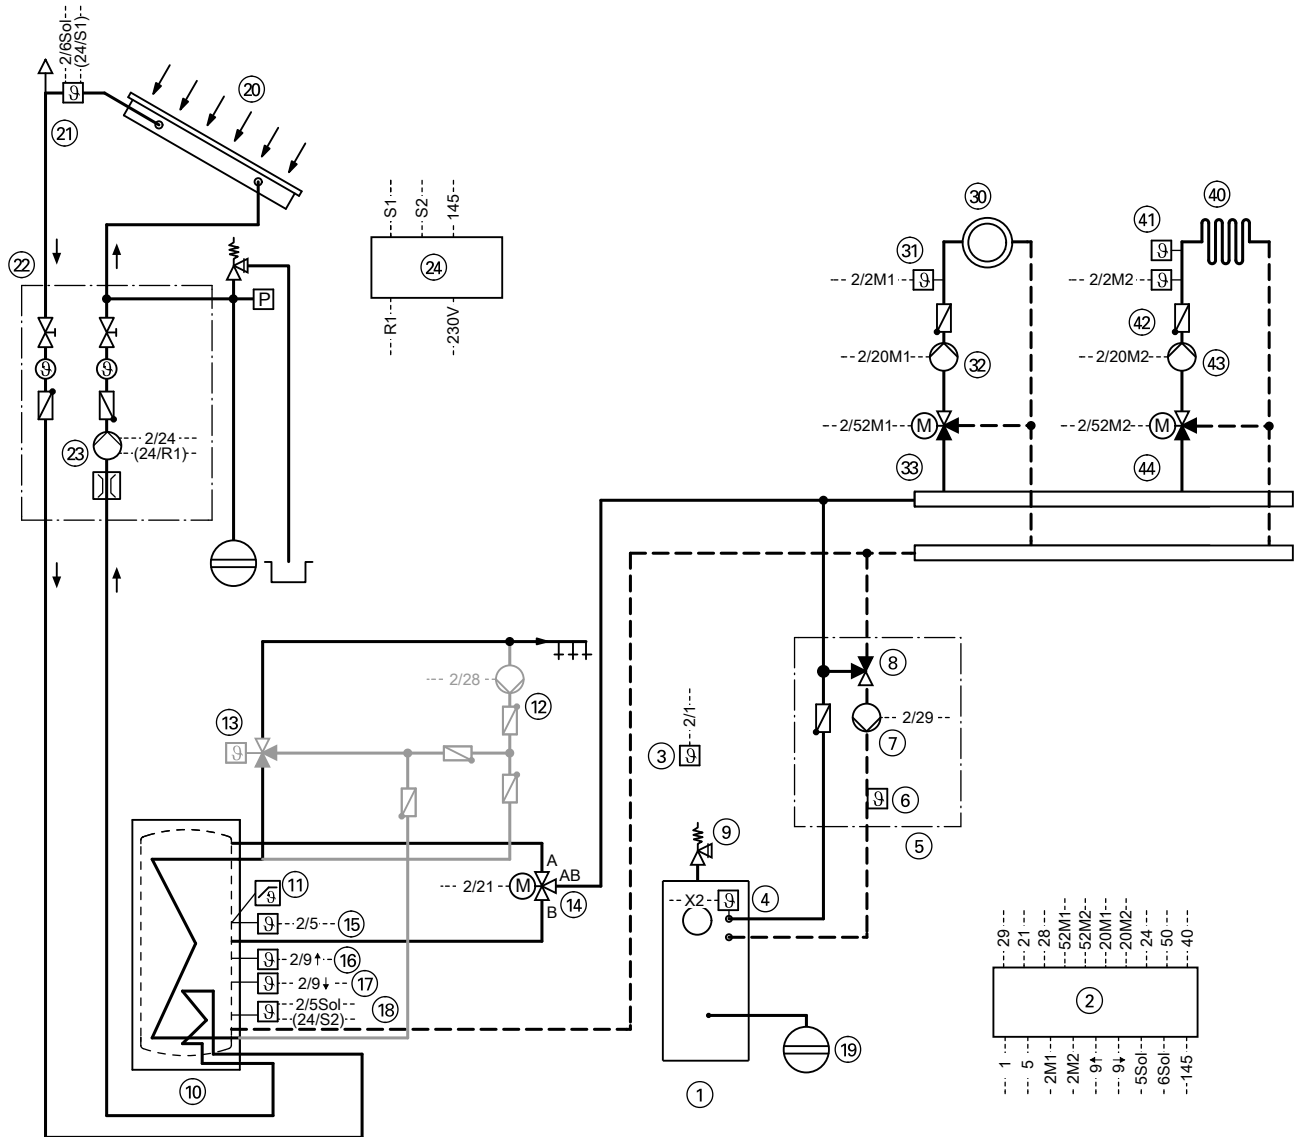 2/6Sol
(24/S1)
20
21
22
P
2/24
(24/R1)
23
S1
S2
145
24
R1
230V
30
31
2/2M1
2/20M1
32
M
2/52M1
33
40
41
2/2M2
42
2/20M2
43
M
2/52M2
44
2/28
12
13
2/1
3
8
2/29
7
6
5
9
X2
4
A
AB
M
2/21
B
14
11
2/5
15
2/9↑
16
2/9↓
17
2/5Sol
(24/S2)
18
10
19
1
29
21
28
52M1
52M2
20M1
20M2
24
50
40
2
1
5
2M1
2M2
9↑
9↓
5Sol
6Sol
145